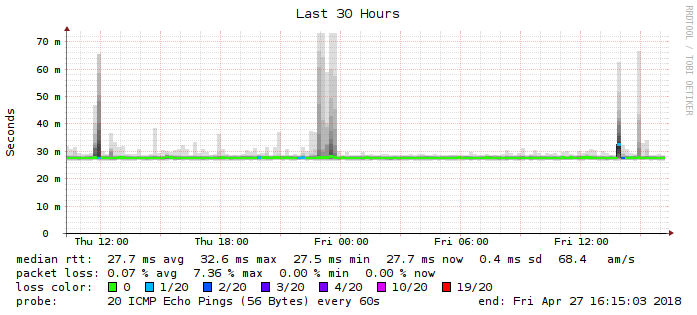 Last 30 Hours
RRDTOOL / TOBI OETIKER
Seconds
70 m
60 m
50 m
40 m
30 m
20 m
10 m
0
Thu 12:00 Thu 18:00 Fri 00:00 Fri 06:00 Fri 12:00
median rtt: 27.7 ms avg 32.6 ms max 27.5 ms min 27.7 ms now 0.4 ms sd 68.4 am/s
packet loss: 0.07 % avg 7.36 % max 0.00 % min 0.00 % now
loss color: 0 1/20 2/20 3/20 4/20 10/20 19/20
probe: 20 ICMP Echo Pings (56 Bytes) every 60s end: Fri Apr 27 16:15:03 2018